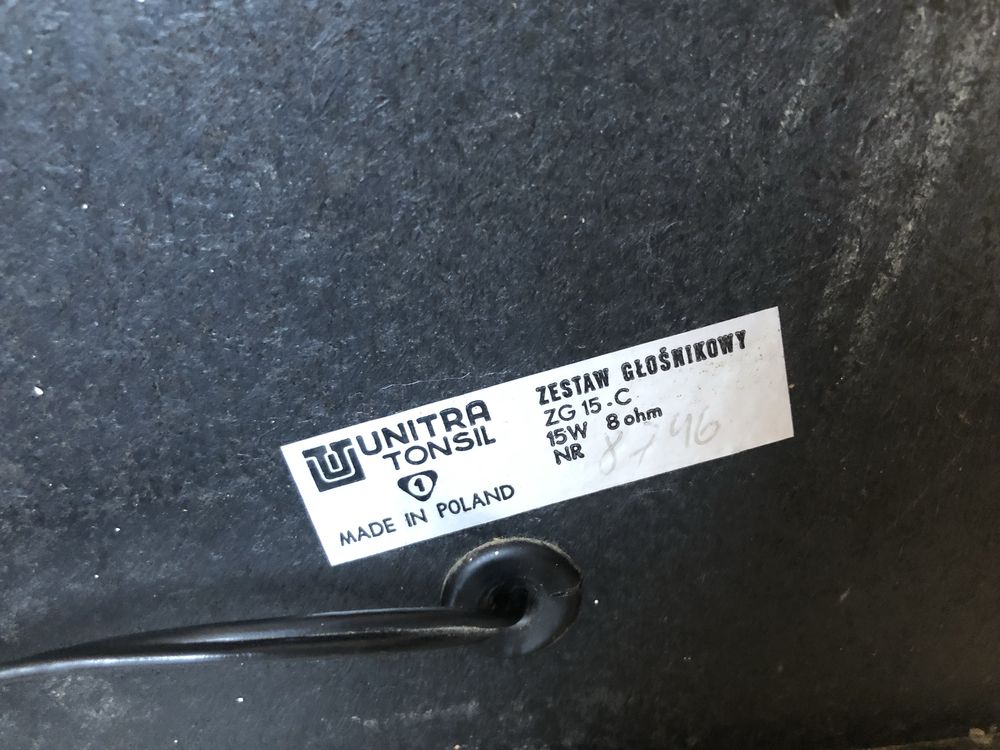 UNITRA
TONSIL
1
MADE IN POLAND
ZESTAW GŁOŚNIKOWY
ZG 15-C
15W 8 ohm
NR